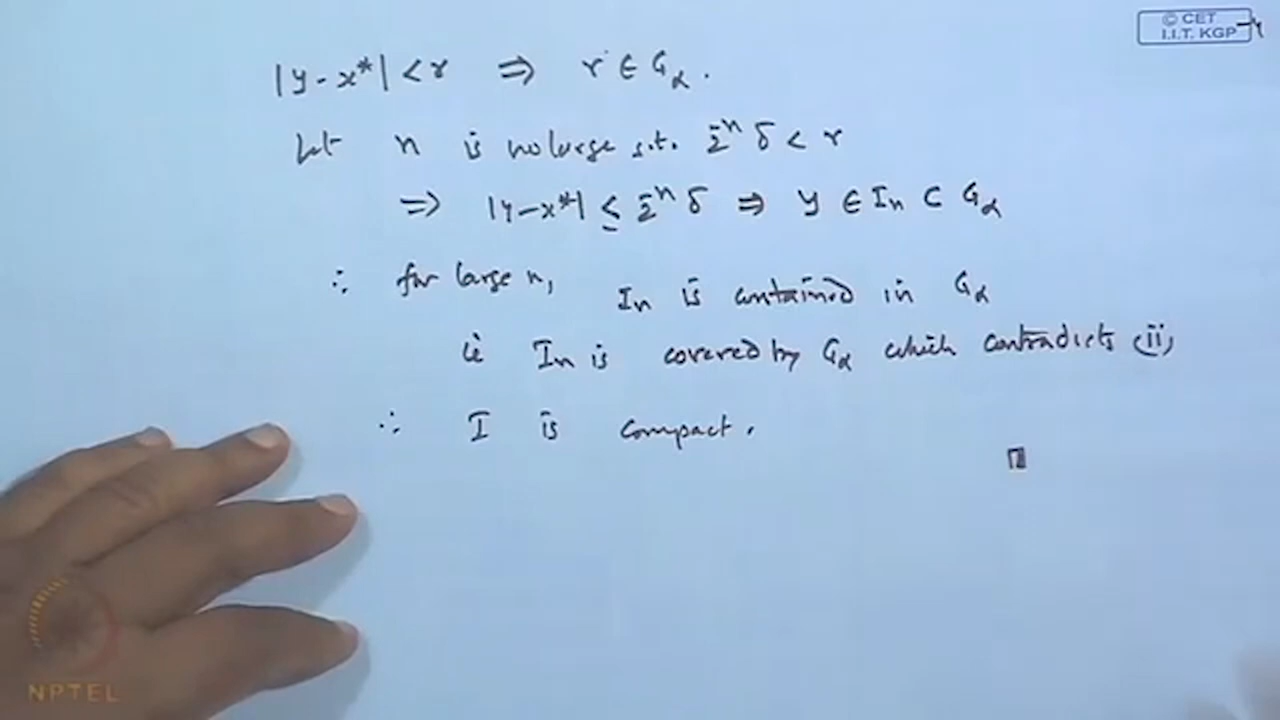 © CET
I.I.T. KGP
|y - x*| < r ⇒ r ∈ Gα.
Let n is so large s.t. 2⁻ⁿ δ < r
⇒ |y - x*| ≤ 2⁻ⁿ δ ⇒ y ∈ In ⊂ Gα
∴ for large n, In is contained in Gα
ie In is covered by Gα which contradicts (ii)
∴ I is compact.
NPTEL